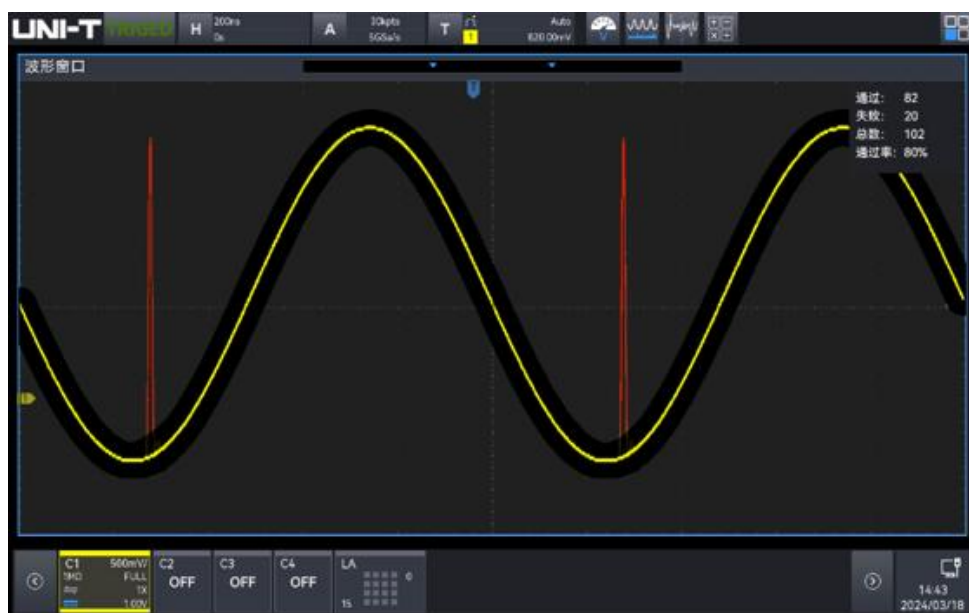 UNI-T TRIGED H 200ns 0s A 10kpts 5GSa/s T 1 Auto 820.00mV
波形窗口
T
通过: 82
失败: 20
总数: 102
通过率: 80%
C1 500mV/
1MΩ FULL
1X
1.00V
C2
OFF
C3
OFF
C4
OFF
LA
0
15
14:43
2024/03/18